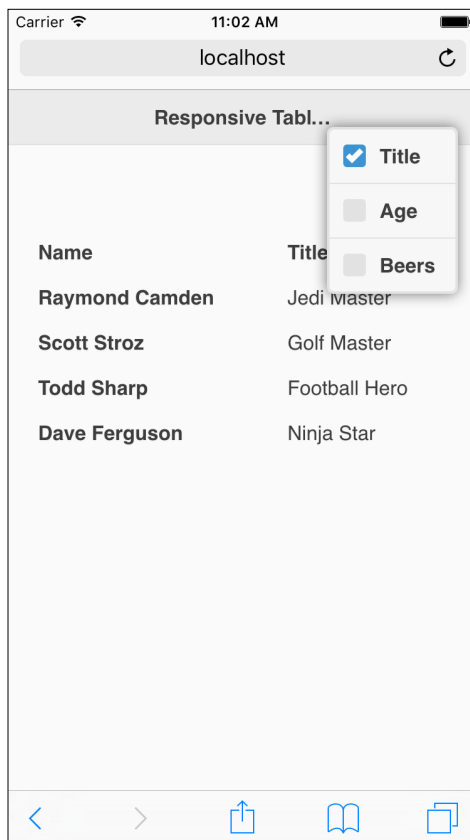 Carrier 11:02 AM
localhost
Responsive Tabl...
Title
Age
Beers
Name Title
Raymond Camden Jedi Master
Scott Stroz Golf Master
Todd Sharp Football Hero
Dave Ferguson Ninja Star